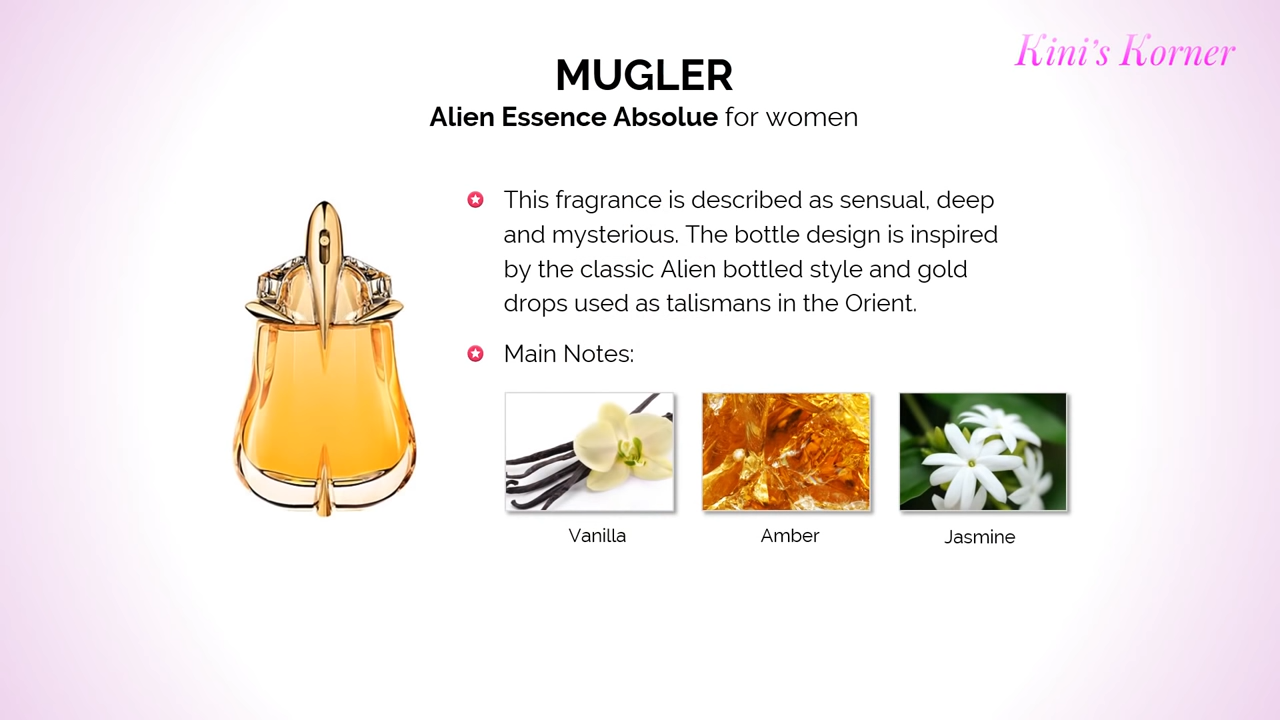 Kini's Korner
MUGLER
Alien Essence Absolue for women
This fragrance is described as sensual, deep
and mysterious. The bottle design is inspired
by the classic Alien bottled style and gold
drops used as talismans in the Orient.
Main Notes:
Vanilla
Amber
Jasmine